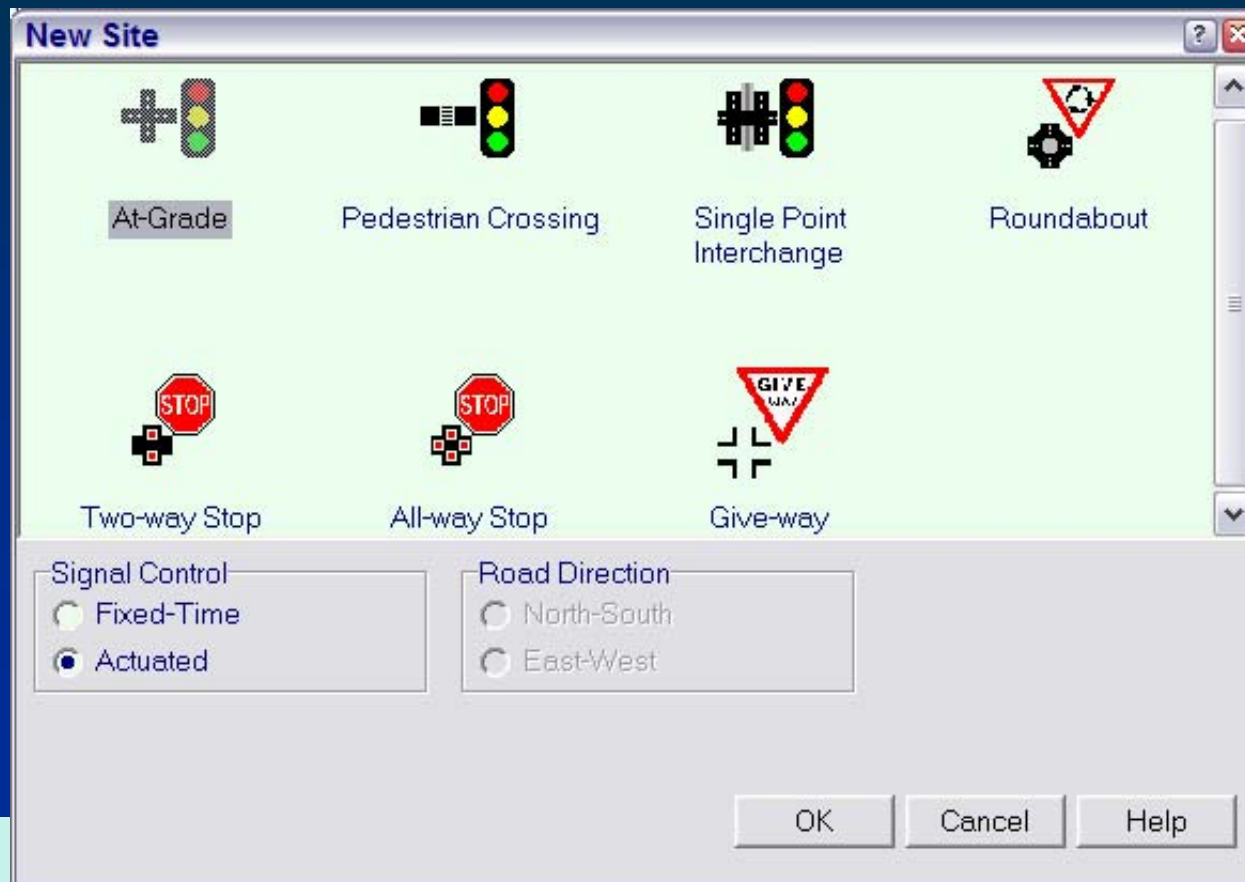 New Site
?
At-Grade
Pedestrian Crossing
Single Point
Interchange
Roundabout
STOP
STOP
GIVE
WAY
Two-way Stop
All-way Stop
Give-way
Signal Control
Fixed-Time
Actuated
Road Direction
North-South
East-West
OK
Cancel
Help